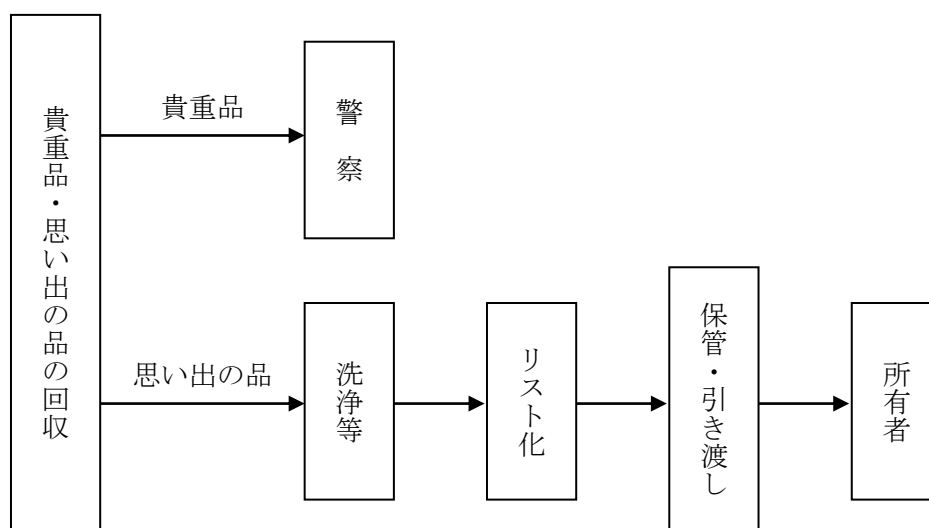 貴重品・思い出の品の回収
貴重品
警察
思い出の品
洗浄等
リスト化
保管・引き渡し
所有者